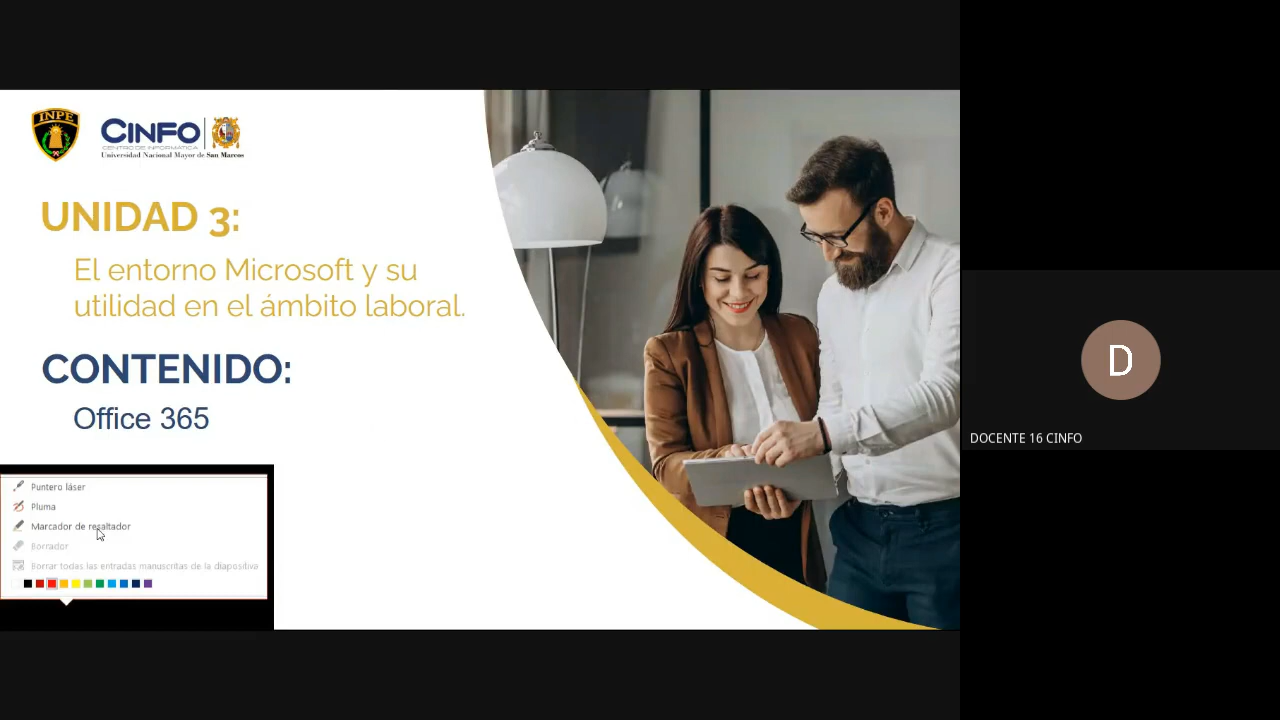 INPE
CINFO
CENTRO DE INFORMÁTICA
Universidad Nacional Mayor de San Marcos
UNIDAD 3:
El entorno Microsoft y su
utilidad en el ámbito laboral.
CONTENIDO:
Office 365
Puntero láser
Pluma
Marcador de resaltador
Borrador
Borrar todas las entradas manuscritas de la diapositiva
D
DOCENTE 16 CINFO